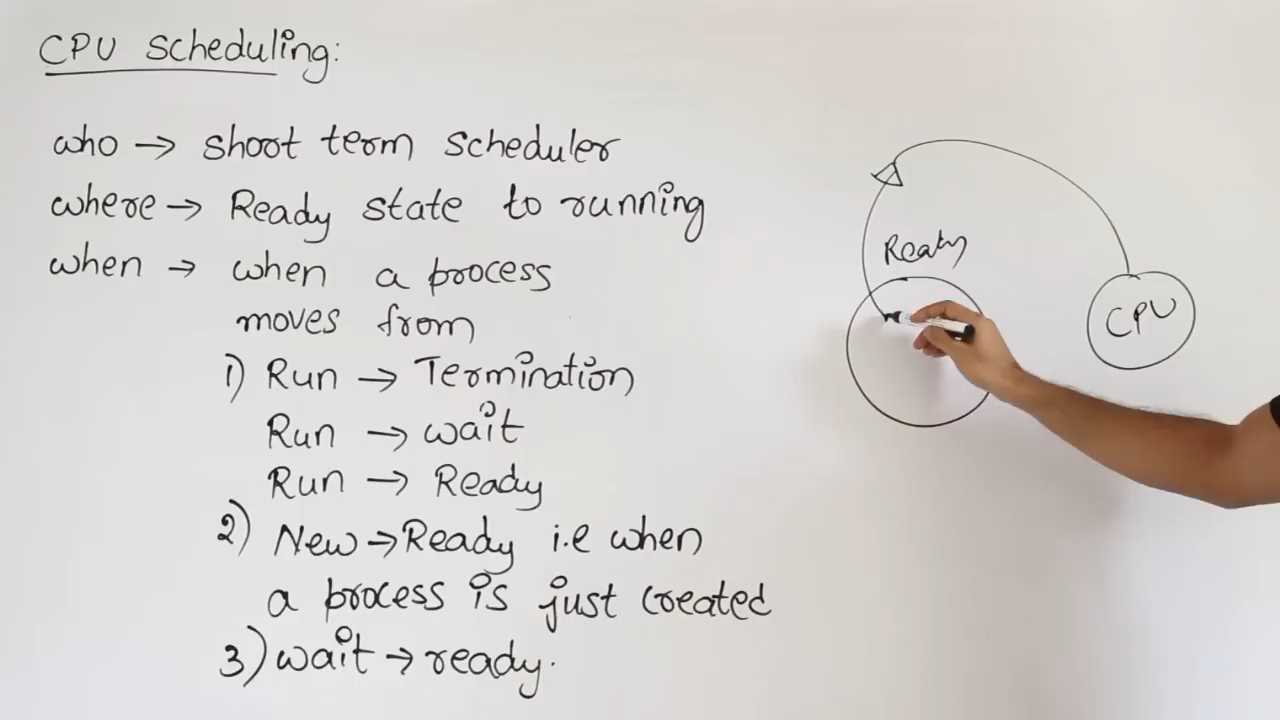 CPU Scheduling:
who → short term scheduler
where → Ready state to running
when → when a process
moves from
1) Run → Termination
Run → wait
Run → Ready
2) New → Ready i.e when
a process is just created
3) wait → ready.
Ready
CPU